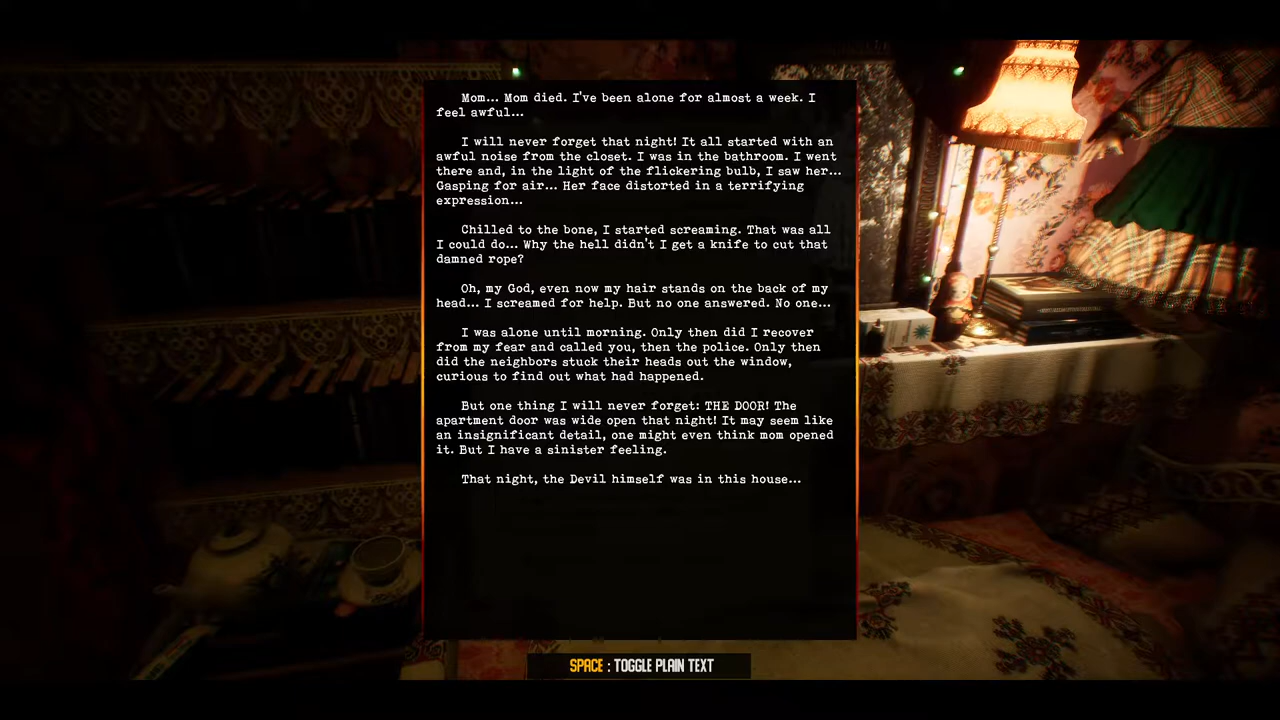 Mom... Mom died. I've been alone for almost a week. I
feel awful...
I will never forget that night! It all started with an
awful noise from the closet. I was in the bathroom. I went
there and, in the light of the flickering bulb, I saw her...
Gasping for air... Her face distorted in a terrifying
expression...
Chilled to the bone, I started screaming. That was all
I could do... Why the hell didn't I get a knife to cut that
damned rope?
Oh, my God, even now my hair stands on the back of my
head... I screamed for help. But no one answered. No one...
I was alone until morning. Only then did I recover
from my fear and called you, then the police. Only then
did the neighbors stuck their heads out the window,
curious to find out what had happened.
But one thing I will never forget: THE DOOR! The
apartment door was wide open that night! It may seem like
an insignificant detail, one might even think mom opened
it. But I have a sinister feeling.
That night, the Devil himself was in this house...
SPACE : TOGGLE PLAIN TEXT